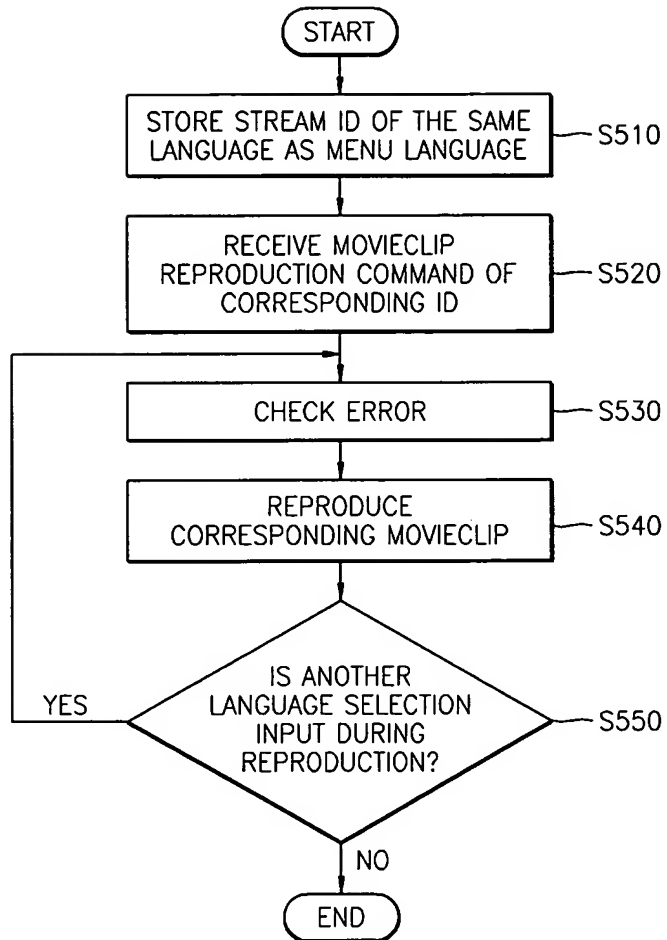 START
STORE STREAM ID OF THE SAME
LANGUAGE AS MENU LANGUAGE
S510
RECEIVE MOVIECLIP
REPRODUCTION COMMAND OF
CORRESPONDING ID
S520
CHECK ERROR
S530
REPRODUCE
CORRESPONDING MOVIECLIP
S540
IS ANOTHER
LANGUAGE SELECTION
INPUT DURING
REPRODUCTION?
S550
YES
NO
END